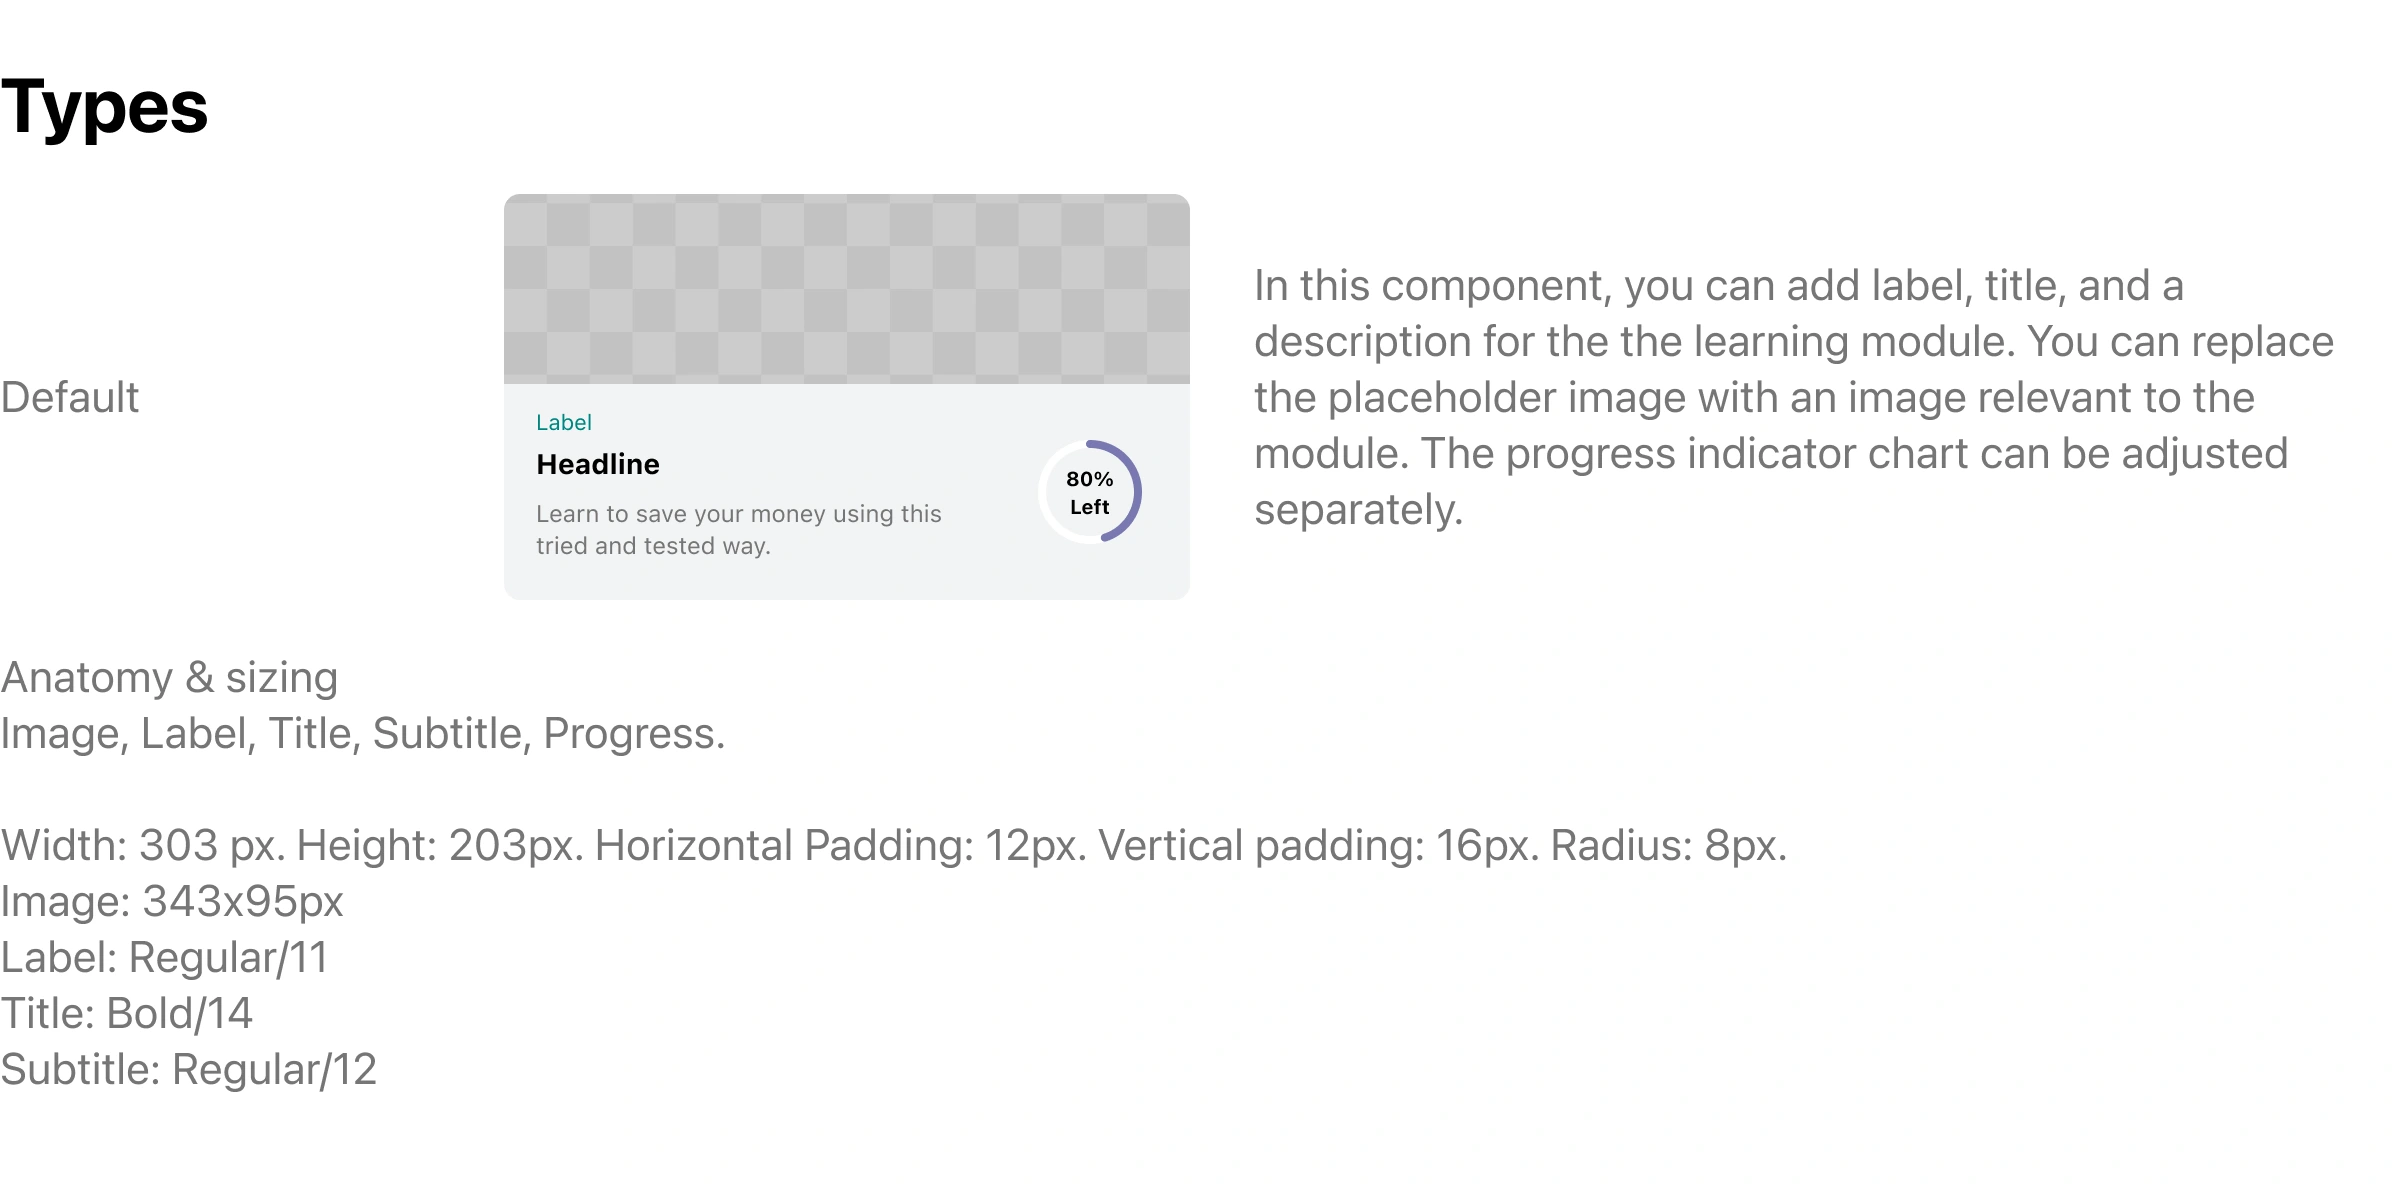 Types
Default
Label
Headline
Learn to save your money using this
tried and tested way.
80%
Left
In this component, you can add label, title, and a
description for the the learning module. You can replace
the placeholder image with an image relevant to the
module. The progress indicator chart can be adjusted
separately.
Anatomy & sizing
Image, Label, Title, Subtitle, Progress.
Width: 303 px. Height: 203px. Horizontal Padding: 12px. Vertical padding: 16px. Radius: 8px.
Image: 343x95px
Label: Regular/11
Title: Bold/14
Subtitle: Regular/12